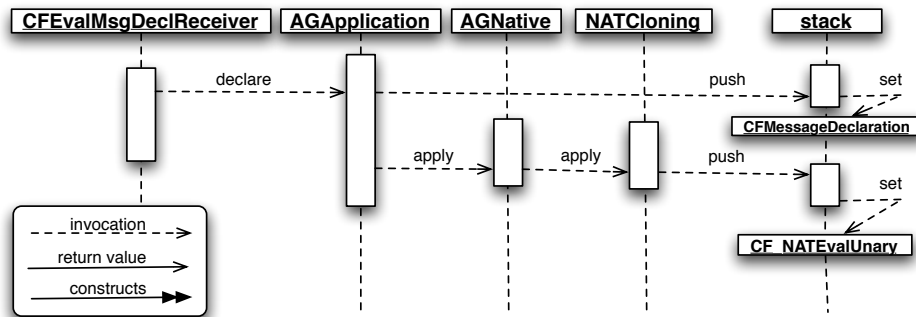 CFEvalMsgDeclReceiver AGApplication AGNative NATCloning stack
declare push set
CFMessageDeclaration
apply apply push
set
invocation
CF_NATEvalUnary
return value
constructs